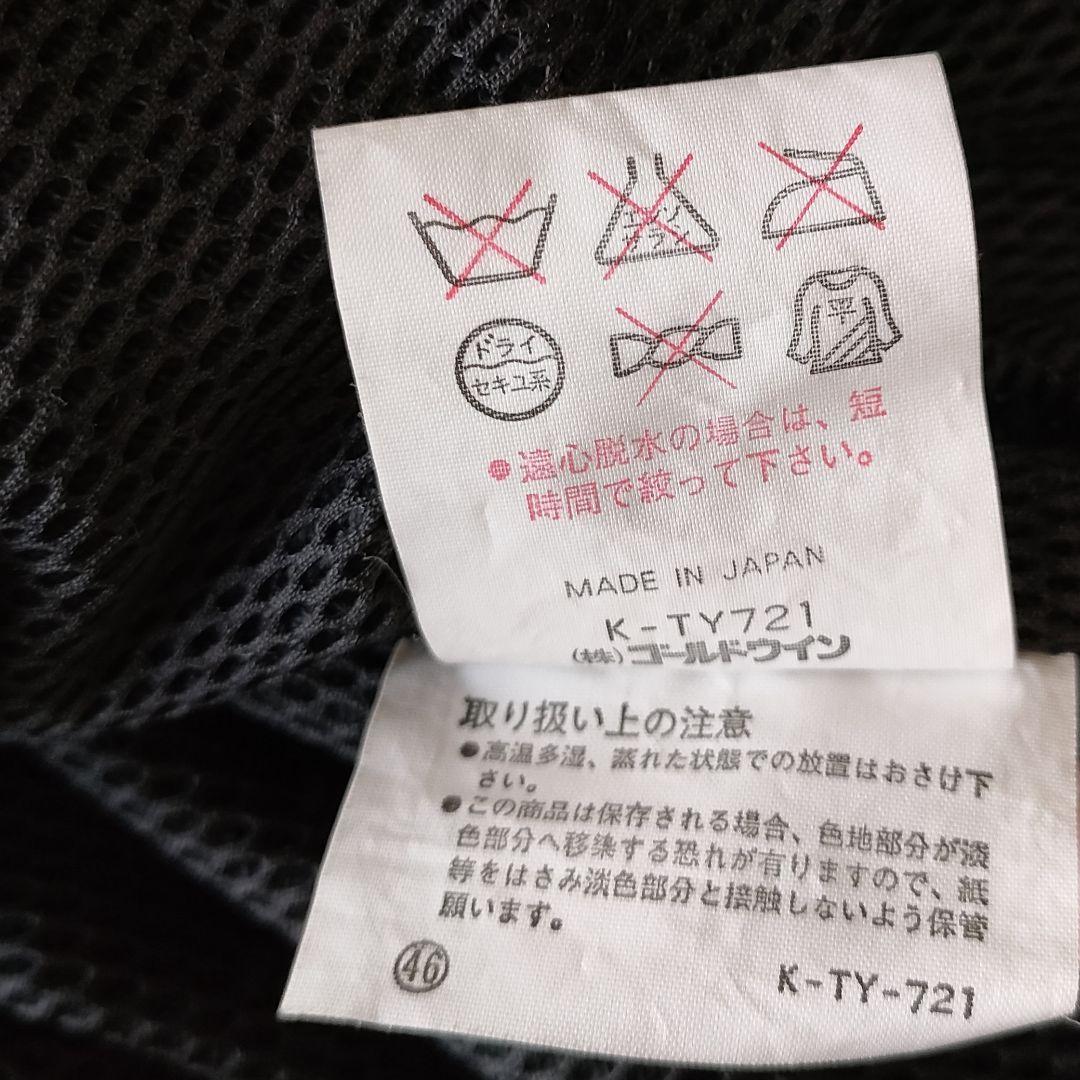 エンソ
サラシ
ドライ
セキユ系
平
●遠心脱水の場合は、短
時間で絞って下さい。
MADE IN JAPAN
K-TY721
(株)ゴールドウイン
取り扱い上の注意
●高温多湿、蒸れた状態での放置はおさけ下
さい。
●この商品は保存される場合、色地部分が淡
色部分へ移染する恐れが有りますので、紙
等をはさみ淡色部分と接触しないよう保管
願います。
46
K-TY-721